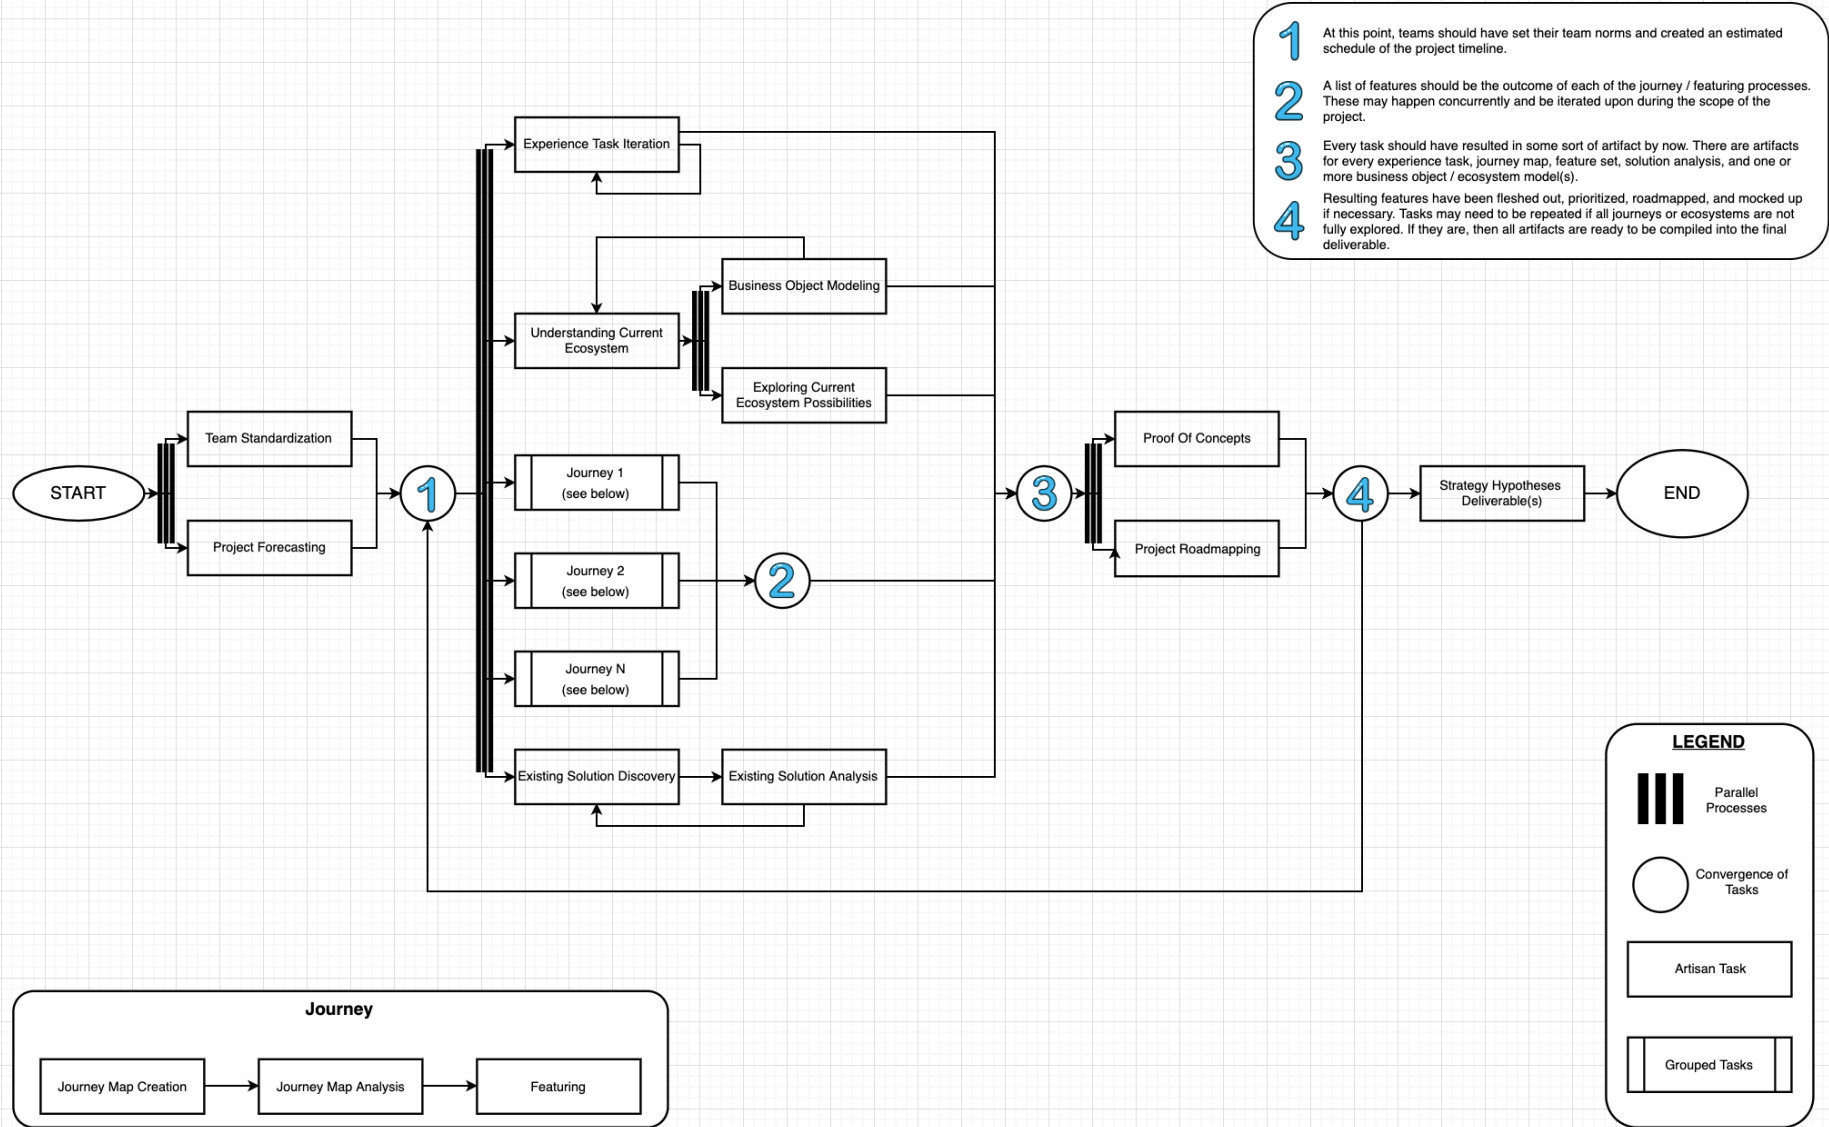 1
At this point, teams should have set their team norms and created an estimated
schedule of the project timeline.
2
A list of features should be the outcome of each of the journey / featuring processes.
These may happen concurrently and be iterated upon during the scope of the
project.
3
Every task should have resulted in some sort of artifact by now. There are artifacts
for every experience task, journey map, feature set, solution analysis, and one or
more business object / ecosystem model(s).
4
Resulting features have been fleshed out, prioritized, roadmapped, and mocked up
if necessary. Tasks may need to be repeated if all journeys or ecosystems are not
fully explored. If they are, then all artifacts are ready to be compiled into the final
deliverable.
START
Team Standardization
Project Forecasting
1
Experience Task Iteration
Understanding Current
Ecosystem
Business Object Modeling
Exploring Current
Ecosystem Possibilities
Journey 1
(see below)
Journey 2
(see below)
Journey N
(see below)
2
Existing Solution Discovery
Existing Solution Analysis
3
Proof Of Concepts
Project Roadmapping
4
Strategy Hypotheses
Deliverable(s)
END
LEGEND
Parallel
Processes
Convergence of
Tasks
Artisan Task
Grouped Tasks
Journey
Journey Map Creation
Journey Map Analysis
Featuring